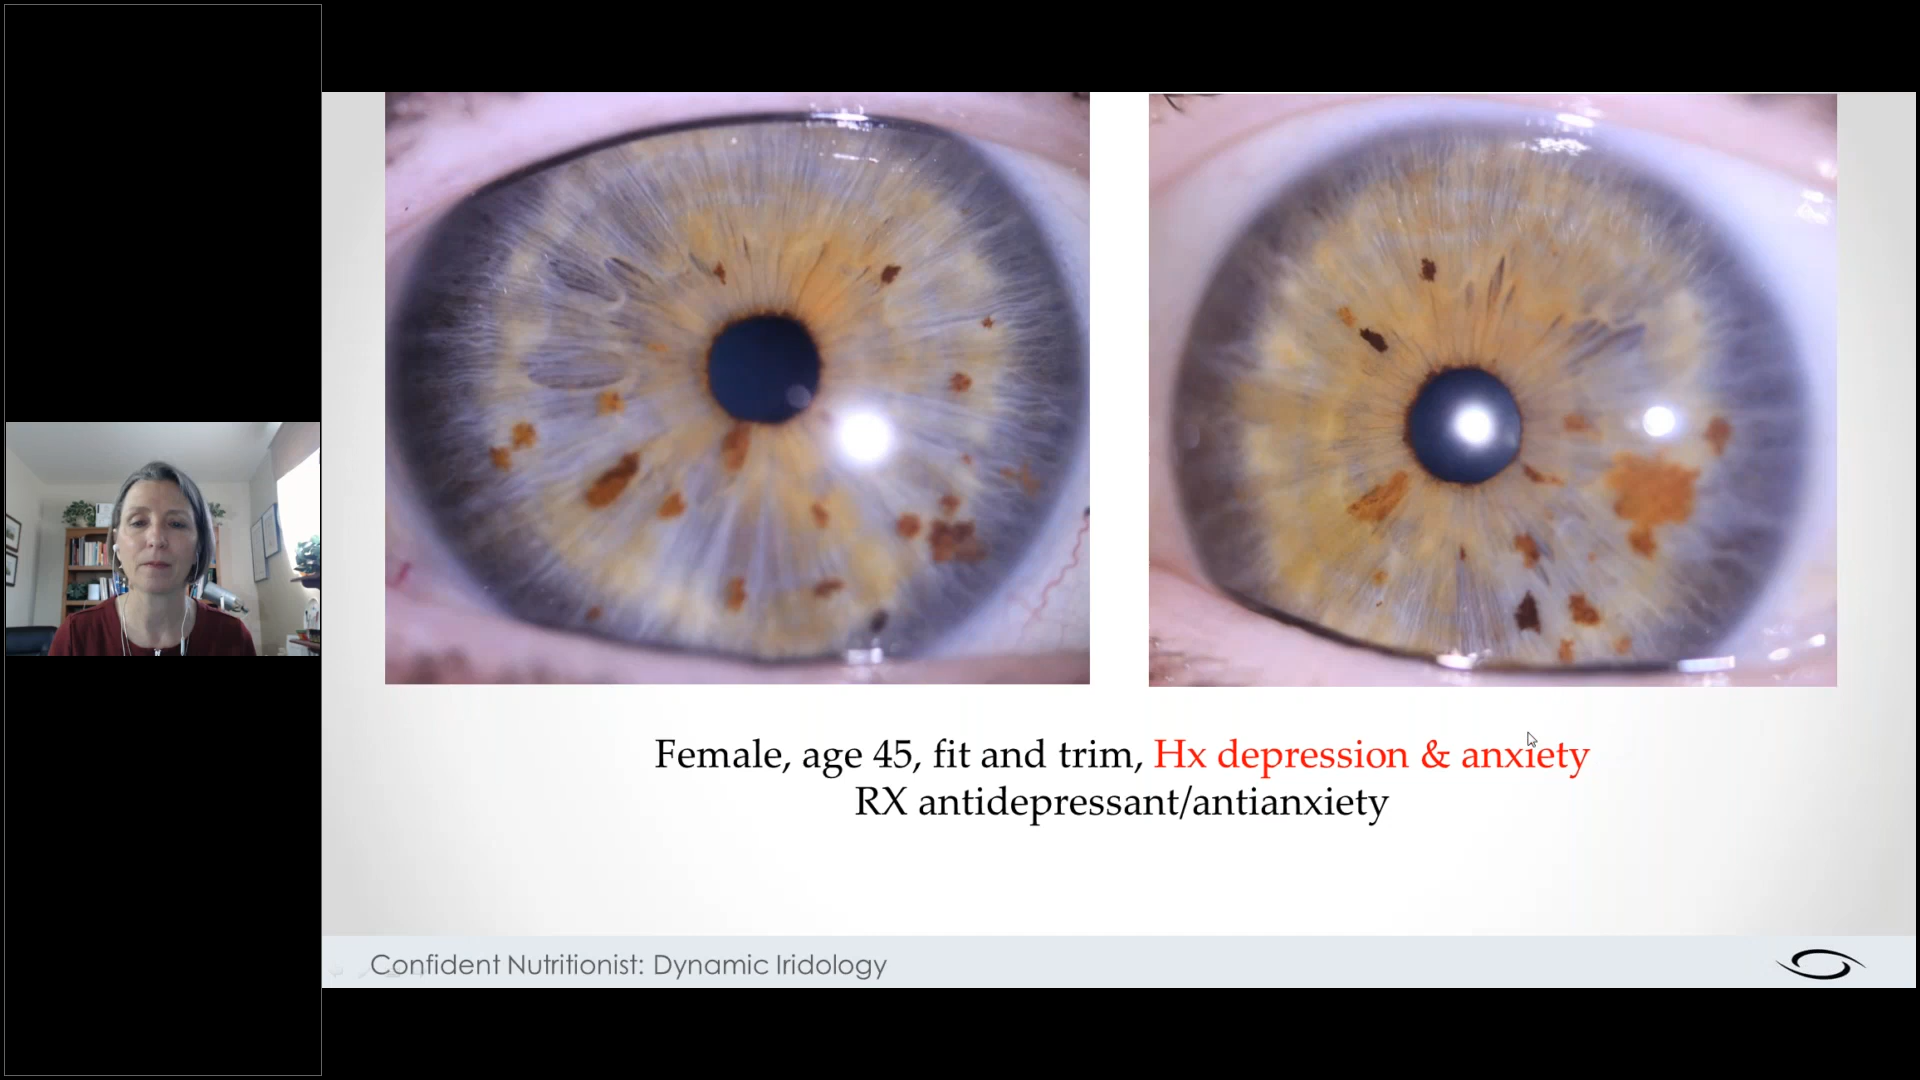 Female, age 45, fit and trim, Hx depression & anxiety
RX antidepressant/antianxiety
Confident Nutritionist: Dynamic Iridology